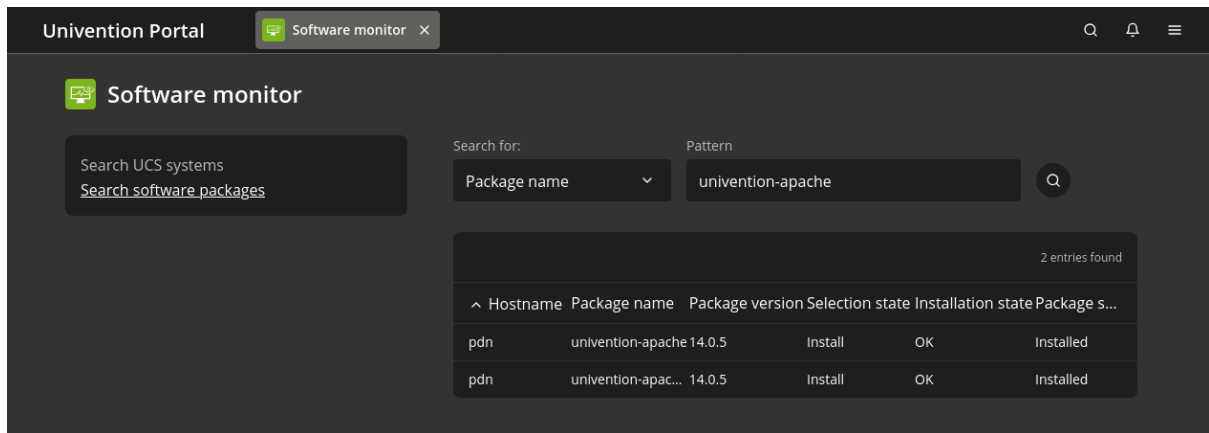 Univention Portal
Software monitor
Software monitor
Search UCS systems
Search software packages
Search for:
Pattern
Package name
univention-apache
2 entries found
Hostname Package name Package version Selection state Installation state Package s...
pdn univention-apache 14.0.5 Install OK Installed
pdn univention-apac... 14.0.5 Install OK Installed